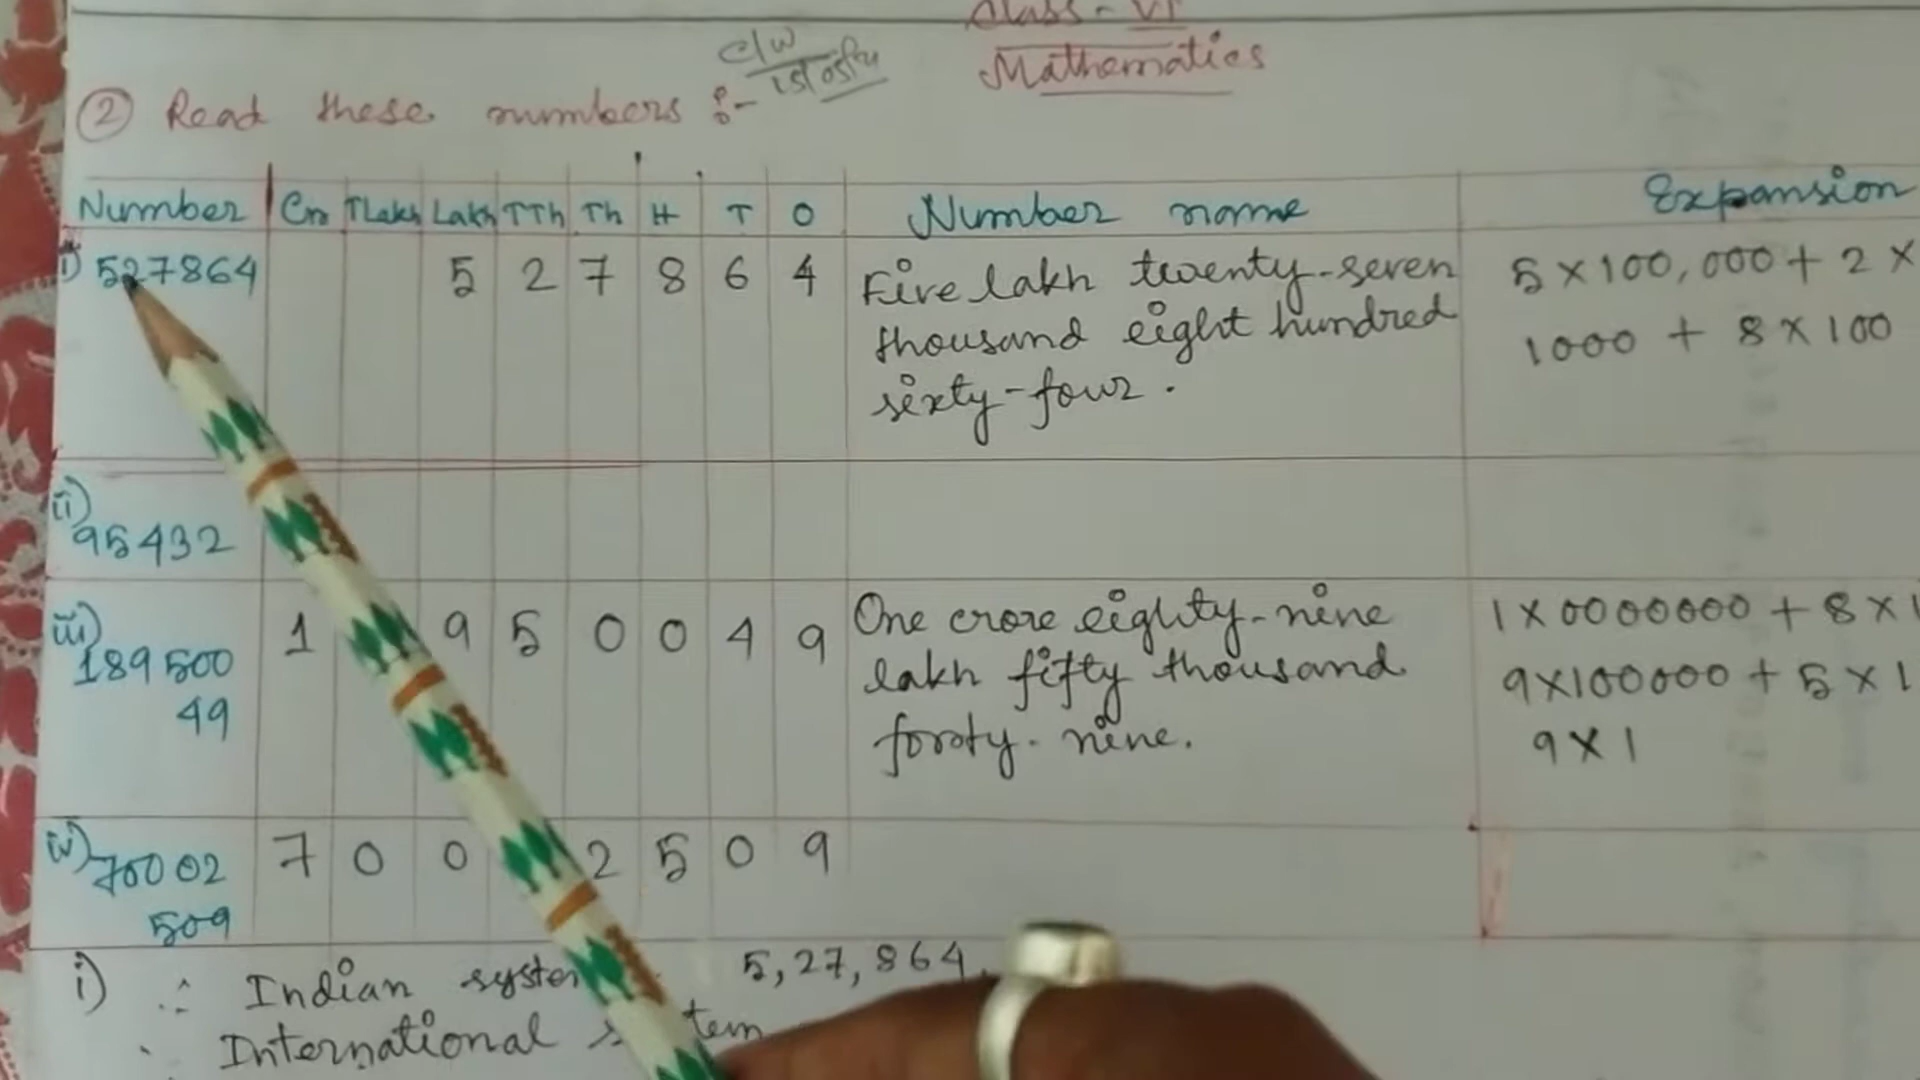 Class - VI
Mathematics
C/W
② Read these numbers :-
Number Cr TLakh Lakh TTh Th H T O Number name Expansion
i) 527864 5 2 7 8 6 4 Five lakh twenty-seven 5 × 100,000 + 2 ×
thousand eight hundred 1000 + 8 × 100
sixty-four.
ii)
95432
iii) 1 9 5 0 0 4 9 One crore eighty-nine 1 × 0000000 + 8 × 1
189500 lakh fifty thousand 9×100000 + 5 × 1
49 forty-nine. 9 × 1
iv) 70002 7 0 0 2 5 0 9
509
i) ∴ Indian system 5,27,864.
International system